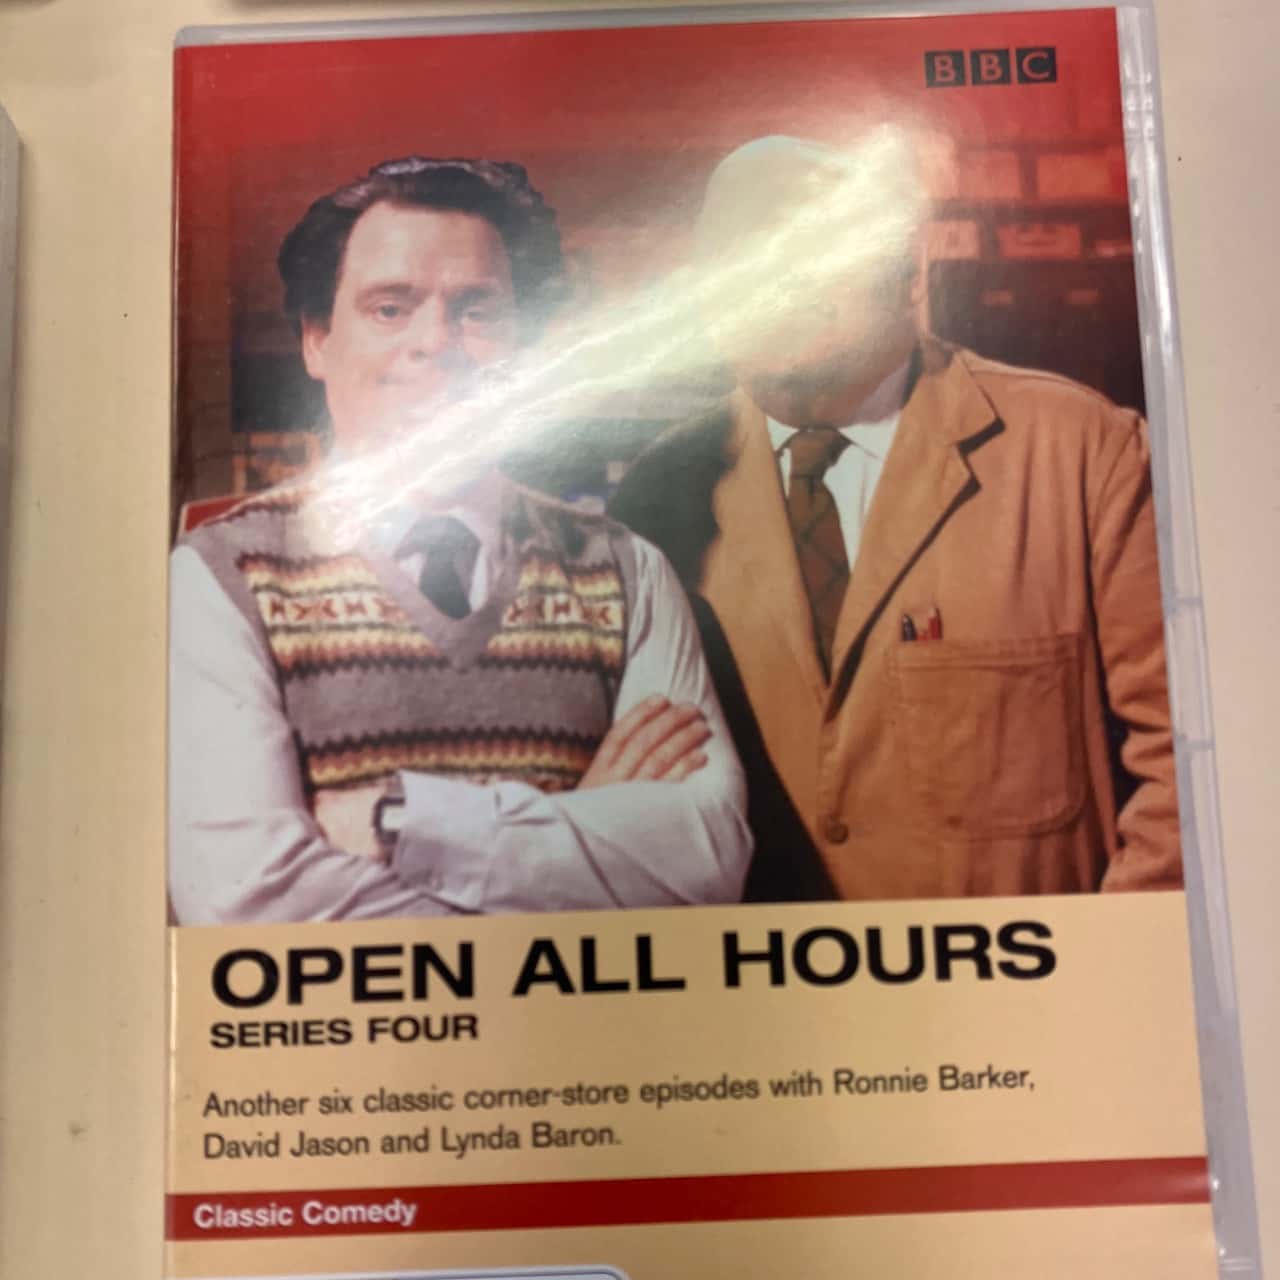 BBC
OPEN ALL HOURS
SERIES FOUR
Another six classic corner-store episodes with Ronnie Barker,
David Jason and Lynda Baron.
Classic Comedy